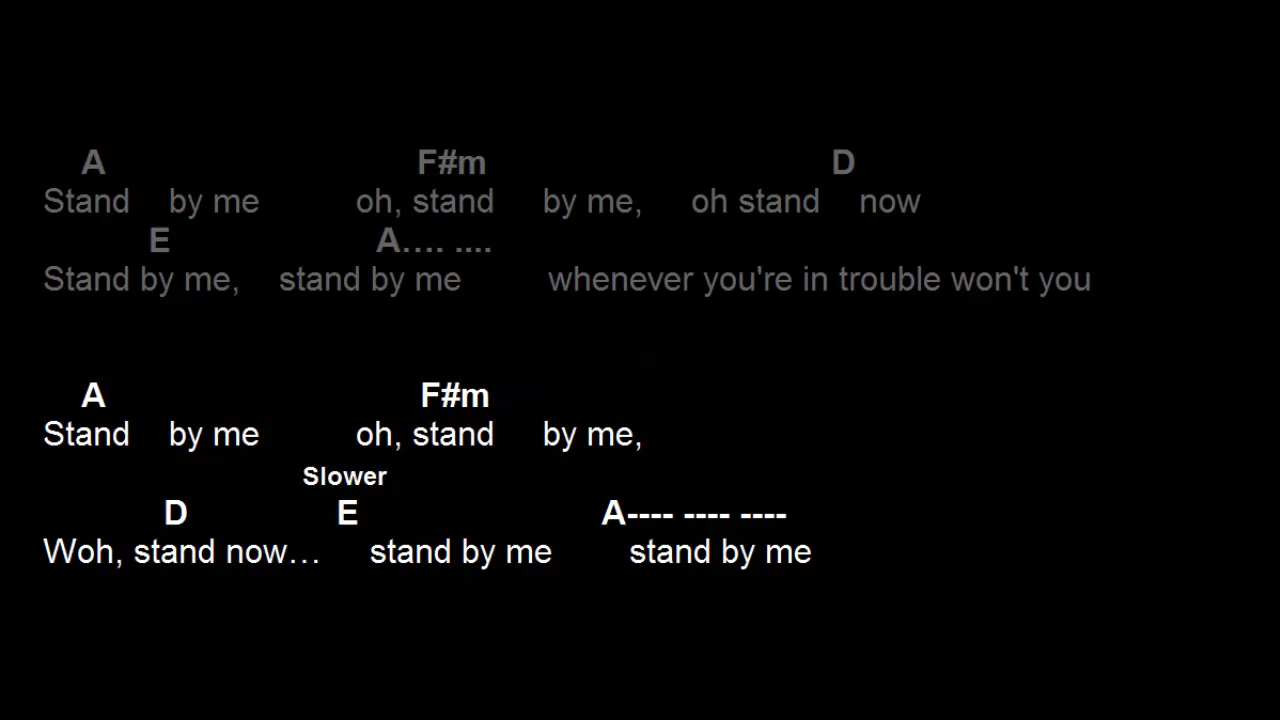 A F#m D
Stand by me oh, stand by me, oh stand now
E A.... ....
Stand by me, stand by me whenever you're in trouble won't you
A F#m
Stand by me oh, stand by me,
Slower
D E A---- ---- ----
Woh, stand now... stand by me stand by me